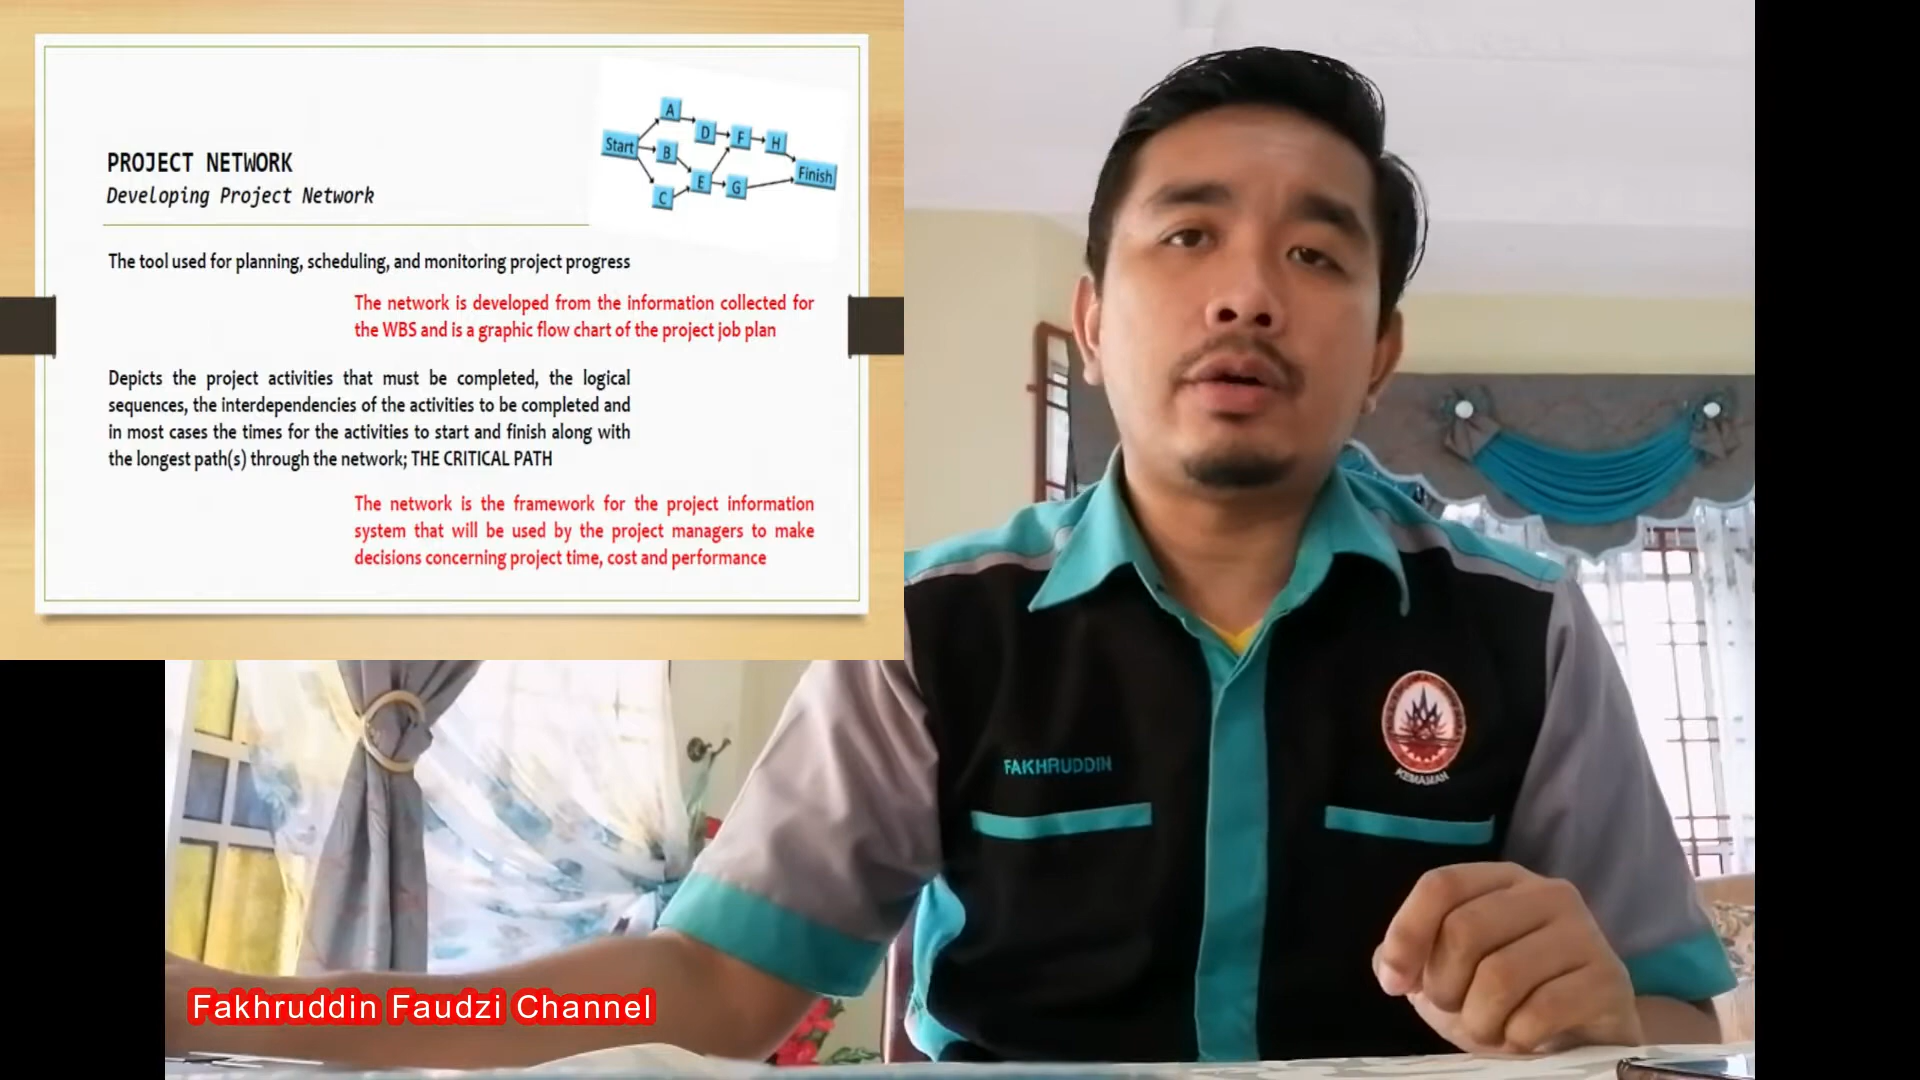 PROJECT NETWORK
Developing Project Network
Start
A
B
C
D
E
F
G
H
Finish
The tool used for planning, scheduling, and monitoring project progress
The network is developed from the information collected for
the WBS and is a graphic flow chart of the project job plan
Depicts the project activities that must be completed, the logical
sequences, the interdependencies of the activities to be completed and
in most cases the times for the activities to start and finish along with
the longest path(s) through the network; THE CRITICAL PATH
The network is the framework for the project information
system that will be used by the project managers to make
decisions concerning project time, cost and performance
FAKHRUDDIN
KEMAMAN
Fakhruddin Faudzi Channel